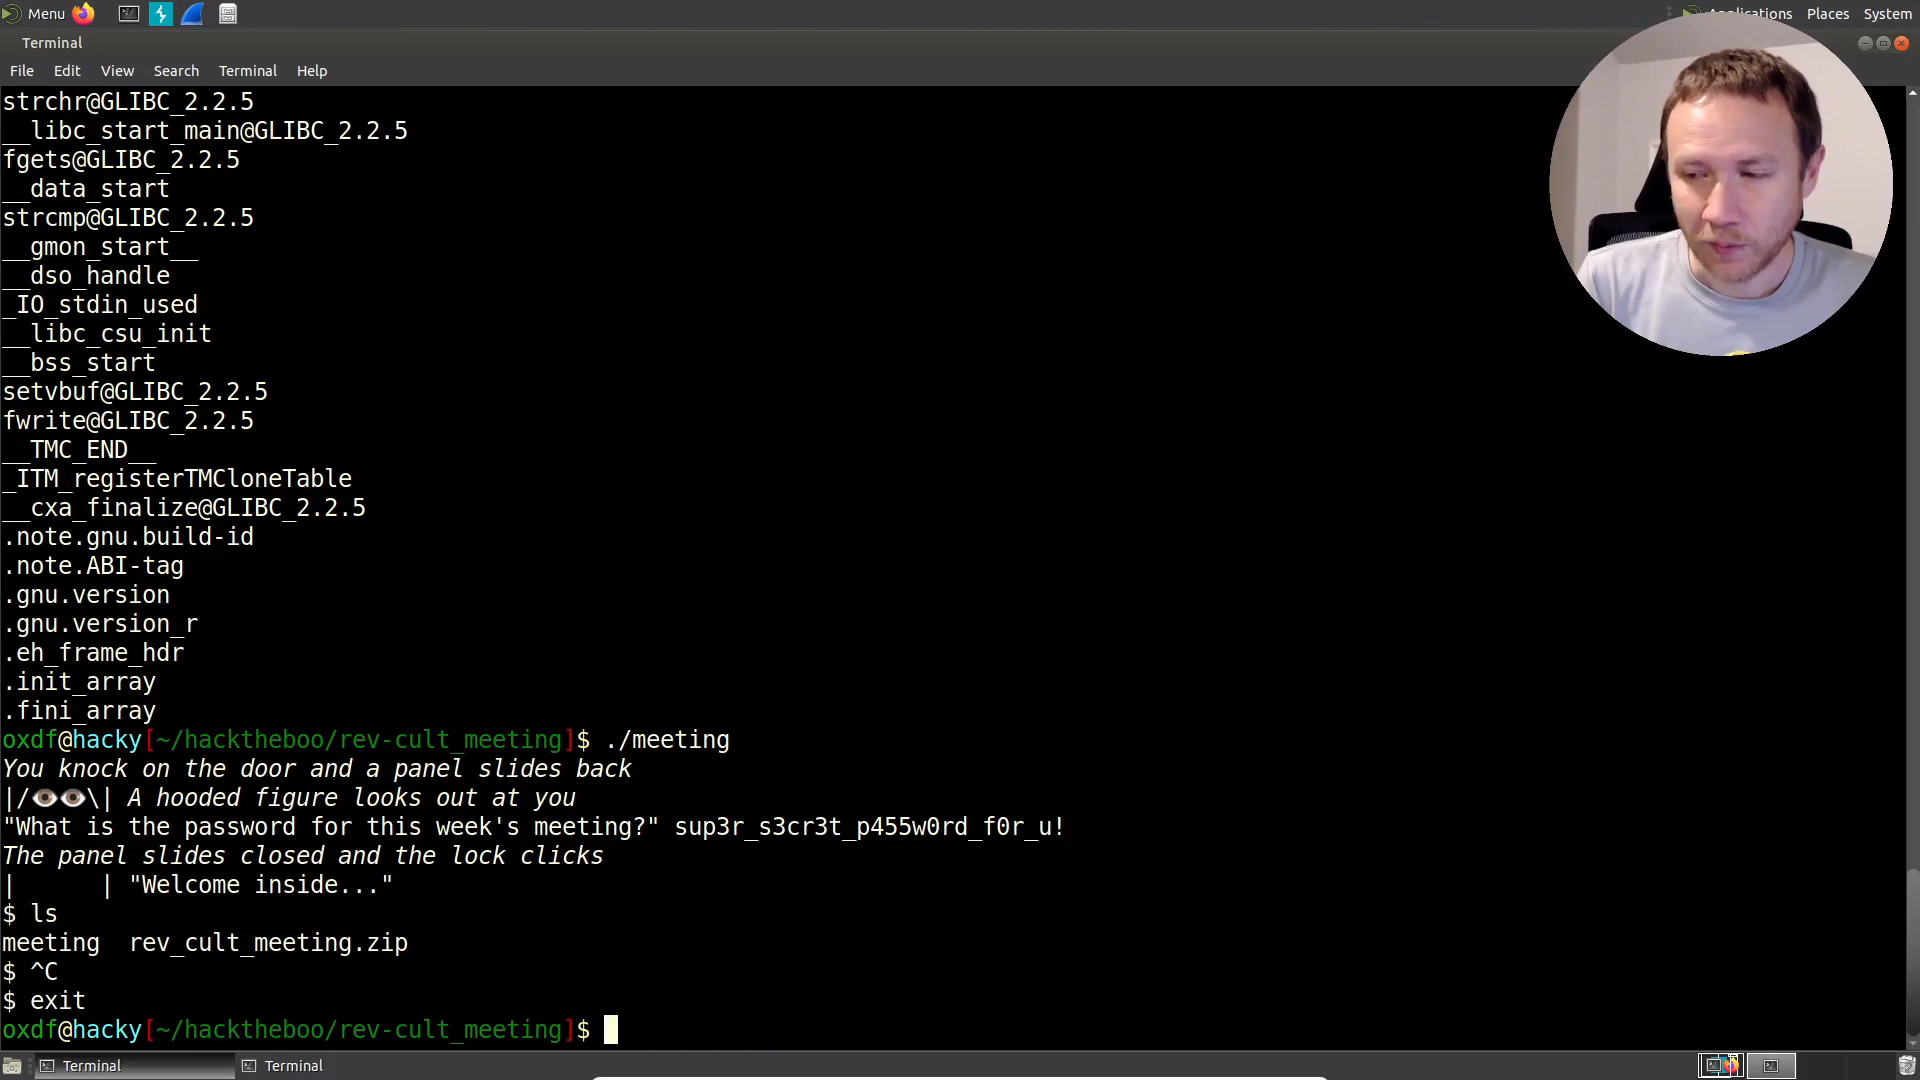 Menu
Applications Places System
Terminal
File Edit View Search Terminal Help
strchr@GLIBC_2.2.5
__libc_start_main@GLIBC_2.2.5
fgets@GLIBC_2.2.5
__data_start
strcmp@GLIBC_2.2.5
__gmon_start__
__dso_handle
_IO_stdin_used
__libc_csu_init
__bss_start
setvbuf@GLIBC_2.2.5
fwrite@GLIBC_2.2.5
__TMC_END__
_ITM_registerTMCloneTable
__cxa_finalize@GLIBC_2.2.5
.note.gnu.build-id
.note.ABI-tag
.gnu.version
.gnu.version_r
.eh_frame_hdr
.init_array
.fini_array
oxdf@hacky[~/hacktheboo/rev-cult_meeting]$ ./meeting
You knock on the door and a panel slides back
|/👁️👁️\| A hooded figure looks out at you
"What is the password for this week's meeting?" sup3r_s3cr3t_p455w0rd_f0r_u!
The panel slides closed and the lock clicks
|      | "Welcome inside..."
$ ls
meeting  rev_cult_meeting.zip
$ ^C
$ exit
oxdf@hacky[~/hacktheboo/rev-cult_meeting]$
Terminal Terminal